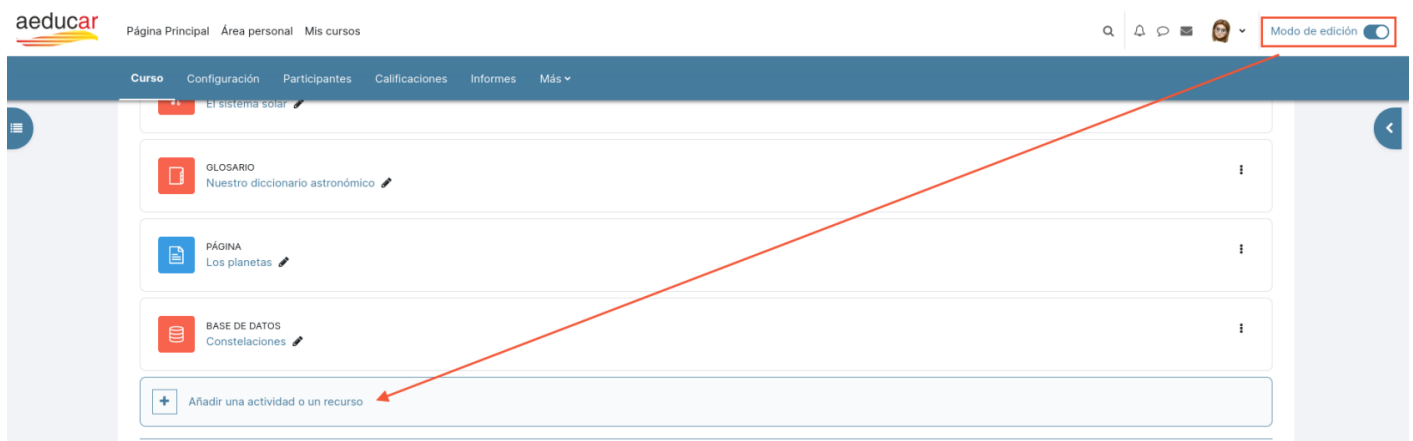 aeducar
Página Principal Área personal Mis cursos
Modo de edición
Curso Configuración Participantes Calificaciones Informes Más
El sistema solar
GLOSARIO
Nuestro diccionario astronómico
PÁGINA
Los planetas
BASE DE DATOS
Constelaciones
Añadir una actividad o un recurso